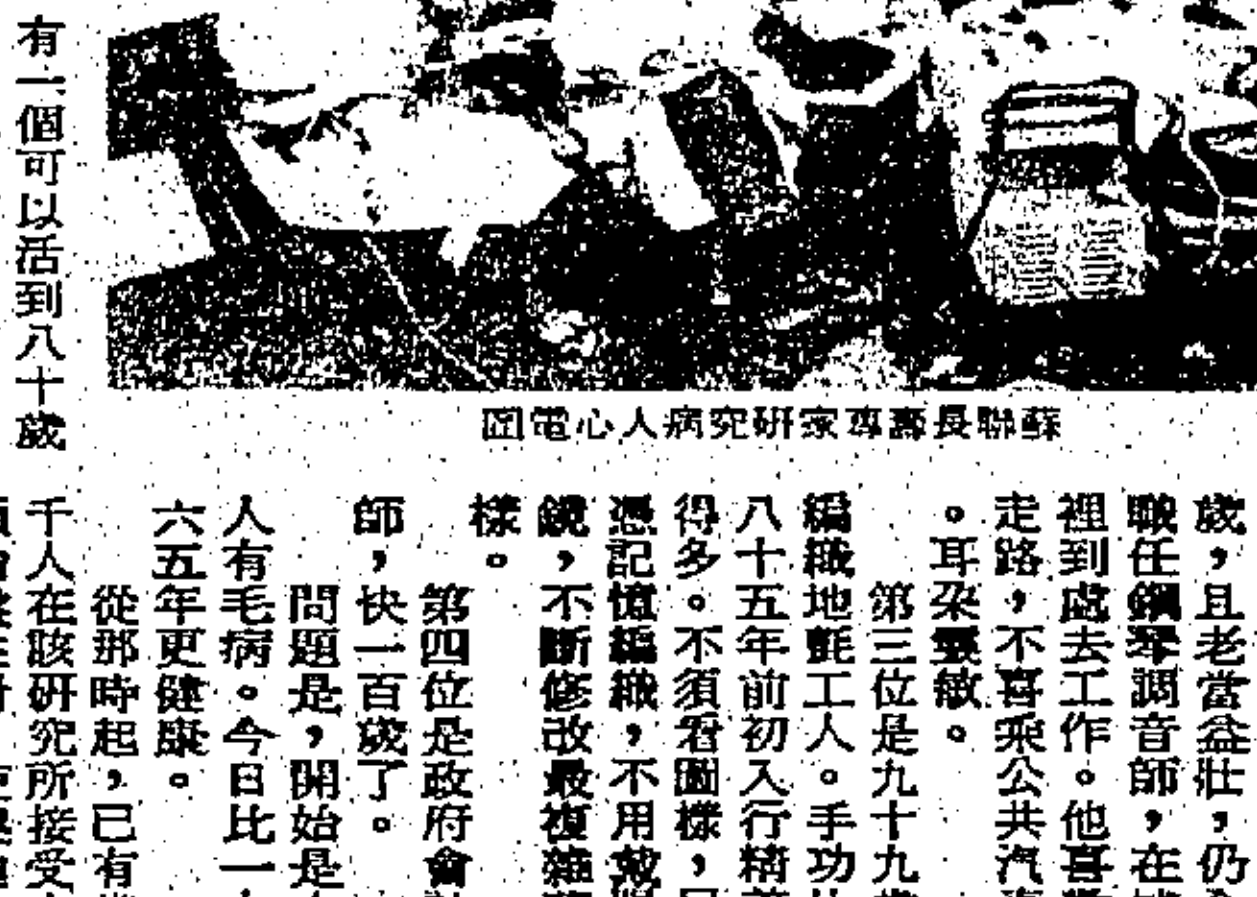 蘇聯長壽專家研究病人心電圖
歲，且老當益壯，仍
職任鋼琴調音師，在
裡到處去工作。他喜
走路，不喜乘公共汽
。耳朶靈敏。
第三位是九十九歲
編織地氈工人。手功
八十五年前初入行精
得多。不須看圖樣，
憑記憶編織，不用戴眼
鏡，不斷修改最複雜
樣。
第四位是政府會計
師，快一百歲了。
問題是，開始是
人有毛病。今日比一
六五年更健康。
從那時起，已有
千人在該研究所接受
有一個可以活到八十歲